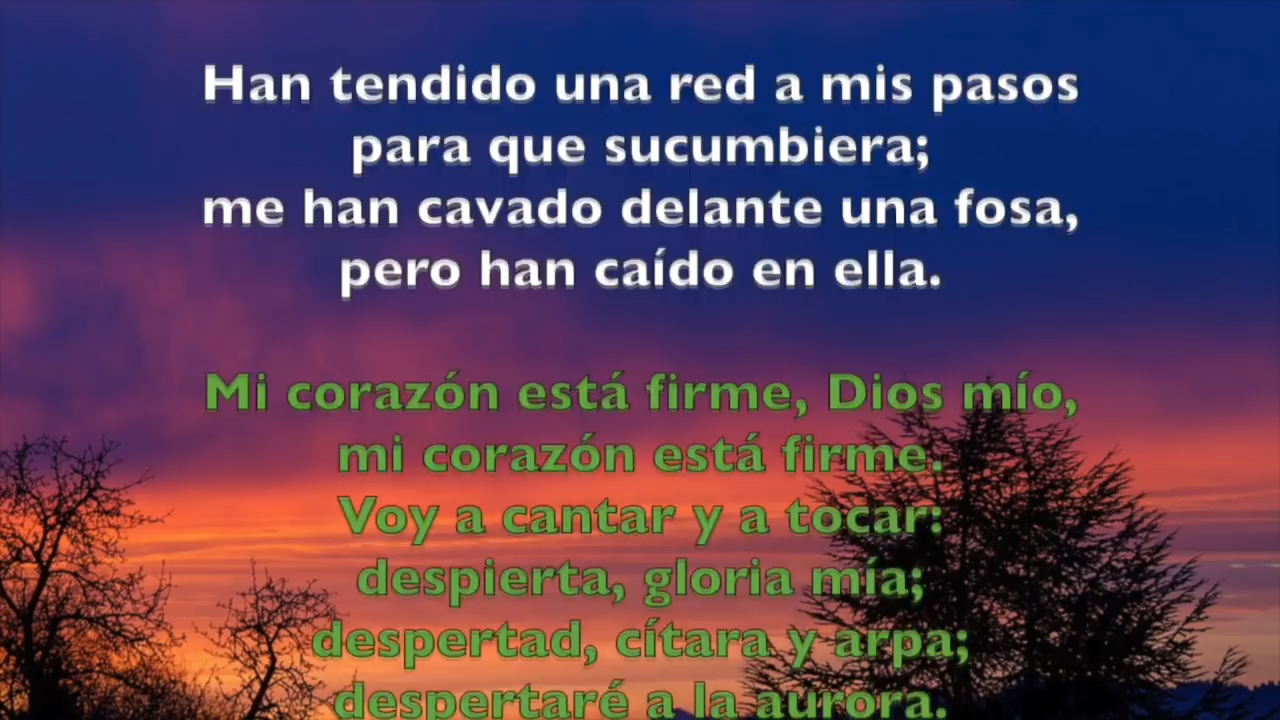 Han tendido una red a mis pasos
para que sucumbiera;
me han cavado delante una fosa,
pero han caído en ella.
Mi corazón está firme, Dios mío,
mi corazón está firme.
Voy a cantar y a tocar:
despierta, gloria mía;
despertad, cítara y arpa;
despertaré a la aurora.